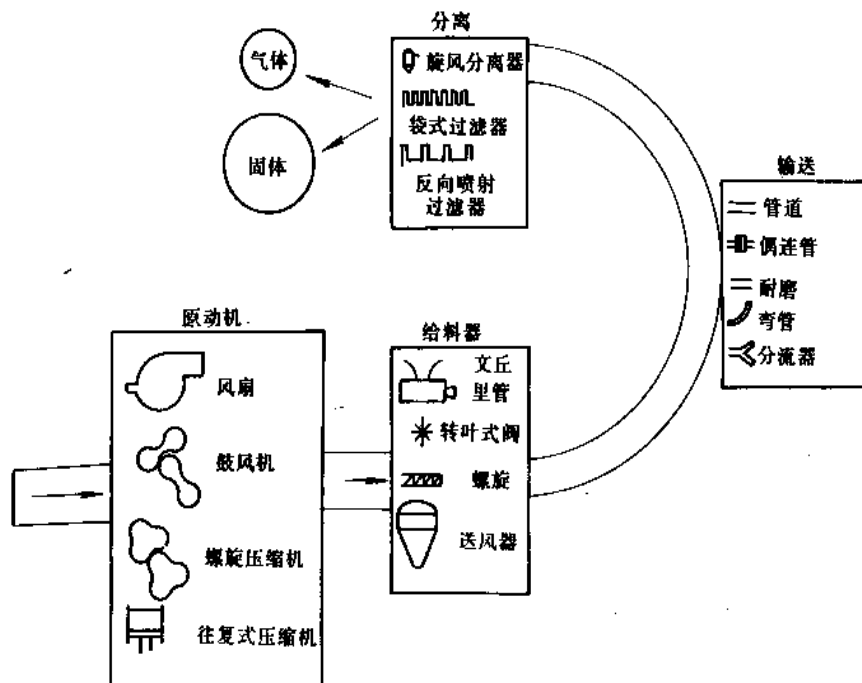 分离
旋风分离器
袋式过滤器
反向喷射
过滤器
气体
固体
输送
管道
偶连管
耐磨
弯管
分流器
原动机
风扇
鼓风机
螺旋压缩机
往复式压缩机
给料器
文丘
里管
转叶式阀
螺旋
送风器